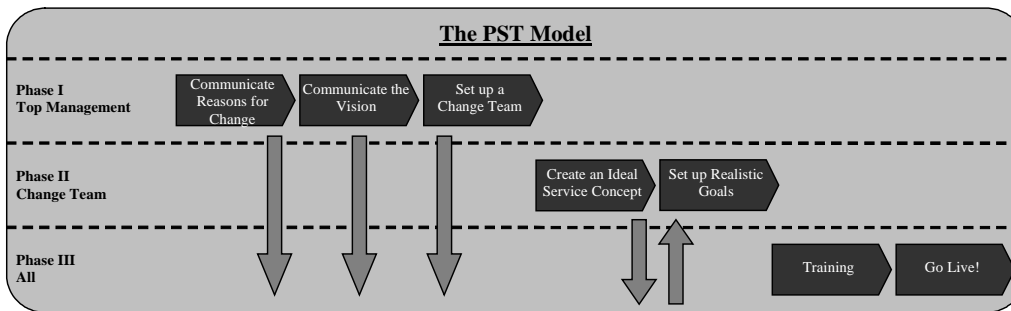 The PST Model
Phase I
Top Management
Communicate
Reasons for
Change
Communicate the
Vision
Set up a
Change Team
Phase II
Change Team
Create an Ideal
Service Concept
Set up Realistic
Goals
Phase III
All
Training
Go Live!